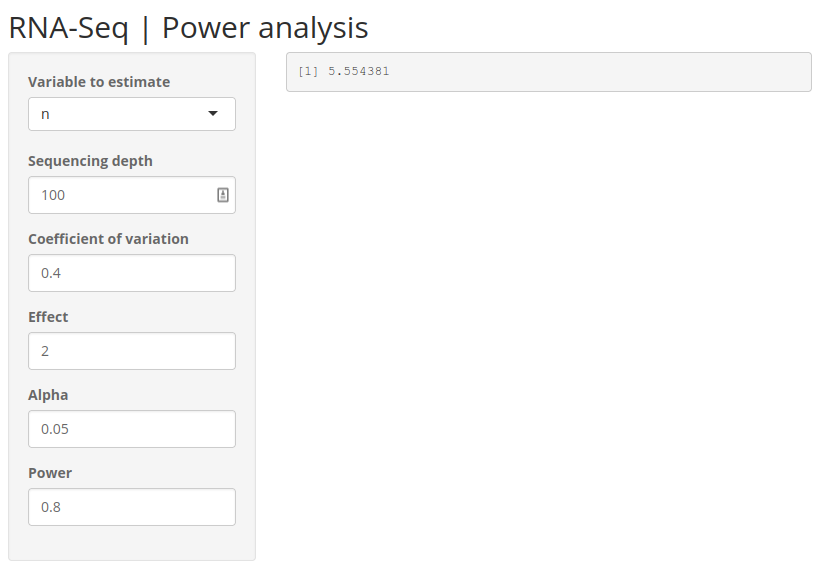 RNA-Seq | Power analysis
Variable to estimate
n
Sequencing depth
100
Coefficient of variation
0.4
Effect
2
Alpha
0.05
Power
0.8
[1] 5.554381